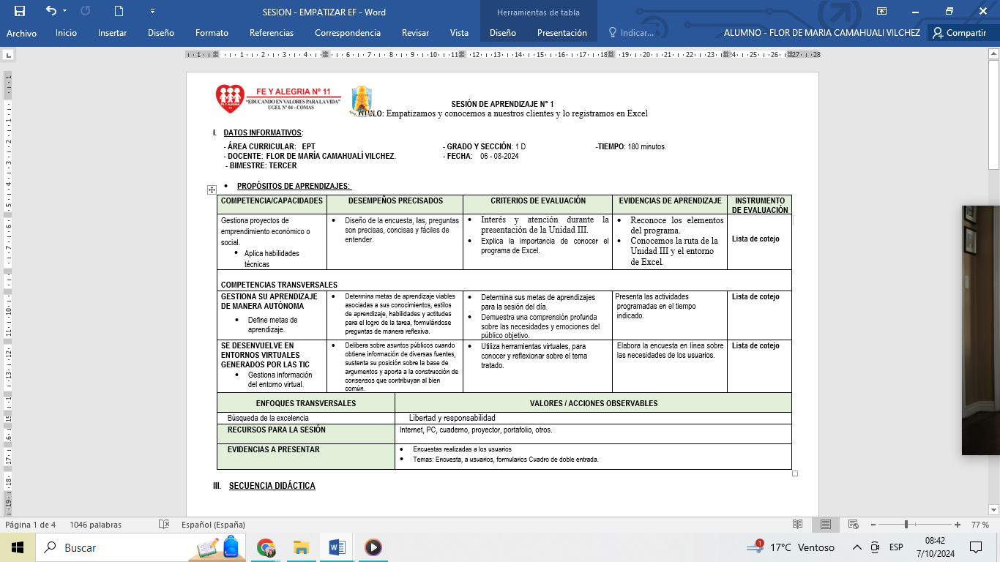 SESION - EMPATIZAR EF - Word
Herramientas de tabla
Archivo Inicio Insertar Diseño Formato Referencias Correspondencia Revisar Vista Diseño Presentación Indicar... ALUMNO - FLOR DE MARIA CAMAHUALI VILCHEZ Compartir
FE Y ALEGRIA Nº 11
"EDUCANDO EN VALORES PARA LA VIDA"
UGEL Nº 04 - COMAS
SESIÓN DE APRENDIZAJE N° 1
: Empatizamos y conocemos a nuestros clientes y lo registramos en Excel
I. DATOS INFORMATIVOS:
- ÁREA CURRICULAR: EPT - GRADO Y SECCIÓN: 1 D -TIEMPO: 180 minutos.
- DOCENTE: FLOR DE MARÍA CAMAHUALÍ VILCHEZ. - FECHA: 06 - 08-2024
- BIMESTRE: TERCER
• PROPÓSITOS DE APRENDIZAJES:
COMPETENCIA/CAPACIDADES
DESEMPEÑOS PRECISADOS
CRITERIOS DE EVALUACIÓN
EVIDENCIAS DE APRENDIZAJE
INSTRUMENTO
DE EVALUACIÓN
Gestiona proyectos de
emprendimiento económico o
social.
• Aplica habilidades
técnicas
• Diseño de la encuesta, las, preguntas
son precisas, concisas y fáciles de
entender.
• Interés y atención durante la
presentación de la Unidad III.
• Explica la importancia de conocer el
programa de Excel.
• Reconoce los elementos
del programa.
• Conocemos la ruta de la
Unidad III y el entorno
de Excel.
Lista de cotejo
COMPETENCIAS TRANSVERSALES
GESTIONA SU APRENDIZAJE
DE MANERA AUTÓNOMA
• Define metas de
aprendizaje.
• Determina metas de aprendizaje viables
asociadas a sus conocimientos, estilos
de aprendizaje, habilidades y actitudes
para el logro de la tarea, formulándose
preguntas de manera reflexiva.
• Determina sus metas de aprendizajes
para la sesión del día.
• Demuestra una comprensión profunda
sobre las necesidades y emociones del
público objetivo.
Presenta las actividades
programadas en el tiempo
indicado.
Lista de cotejo
SE DESENVUELVE EN
ENTORNOS VIRTUALES
GENERADOS POR LAS TIC
• Gestiona información
del entorno virtual.
• Delibera sobre asuntos públicos cuando
obtiene información de diversas fuentes,
sustenta su posición sobre la base de
argumentos y aporta a la construcción de
consensos que contribuyan al bien
común.
• Utiliza herramientas virtuales, para
conocer y reflexionar sobre el tema
tratado.
Elabora la encuesta en línea sobre
las necesidades de los usuarios.
Lista de cotejo
ENFOQUES TRANSVERSALES
VALORES / ACCIONES OBSERVABLES
Búsqueda de la excelencia
Libertad y responsabilidad
RECURSOS PARA LA SESIÓN
Internet, PC, cuaderno, proyector, portafolio, otros.
EVIDENCIAS A PRESENTAR
• Encuestas realizadas a los usuarios
• Temas: Encuesta, a usuarios, formularios Cuadro de doble entrada.
III. SECUENCIA DIDÁCTICA
Página 1 de 4 1046 palabras Español (España) 77 %
Buscar
1
17°C Ventoso
ESP
08:42
7/10/2024